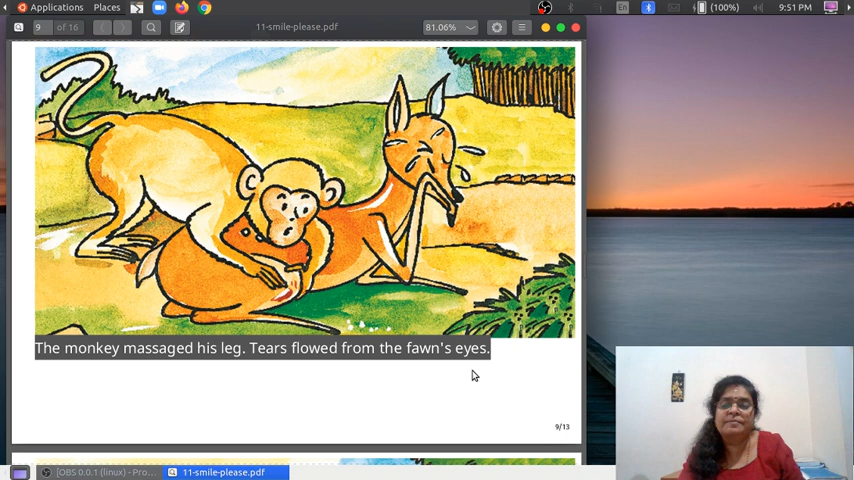 Applications Places En (100%) 9:51 PM
9 of 16 11-smile-please.pdf 81.06%
The monkey massaged his leg. Tears flowed from the fawn's eyes.
9/13
[OBS 0.0.1 (linux) - Pro... 11-smile-please.pdf